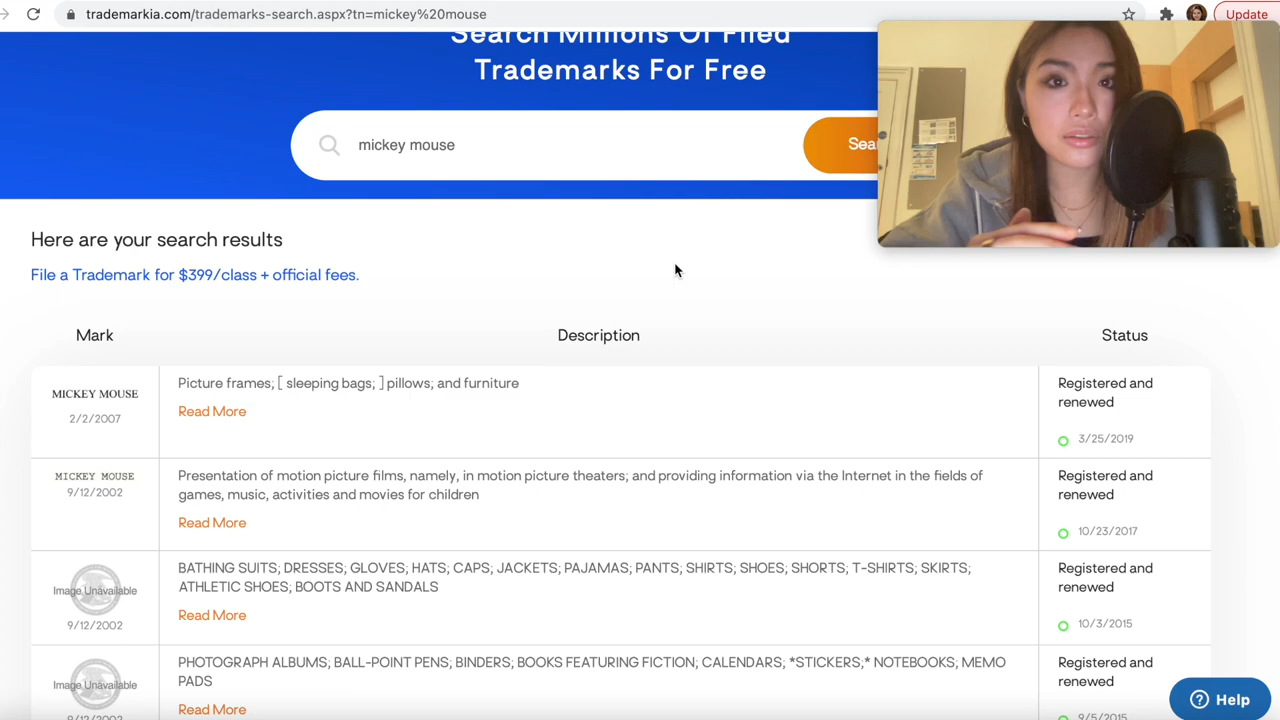 trademarkia.com/trademarks-search.aspx?tn=mickey%20mouse
Update
Search Millions Of Filed
Trademarks For Free
mickey mouse
Sea
Here are your search results
File a Trademark for $399/class + official fees.
Mark
Description
Status
MICKEY MOUSE
2/2/2007
Picture frames; [ sleeping bags; ] pillows, and furniture
Read More
Registered and
renewed
3/25/2019
MICKEY MOUSE
9/12/2002
Presentation of motion picture films, namely, in motion picture theaters; and providing information via the Internet in the fields of
games, music, activities and movies for children
Read More
Registered and
renewed
10/23/2017
Image Unavailable
9/12/2002
BATHING SUITS; DRESSES; GLOVES; HATS; CAPS; JACKETS; PAJAMAS; PANTS; SHIRTS; SHOES; SHORTS; T-SHIRTS; SKIRTS;
ATHLETIC SHOES; BOOTS AND SANDALS
Read More
Registered and
renewed
10/3/2015
Image Unavailable
9/12/2002
PHOTOGRAPH ALBUMS, BALL-POINT PENS; BINDERS; BOOKS FEATURING FICTION; CALENDARS; *STICKERS;* NOTEBOOKS; MEMO
PADS
Read More
Registered and
renewed
9/5/2015
Help